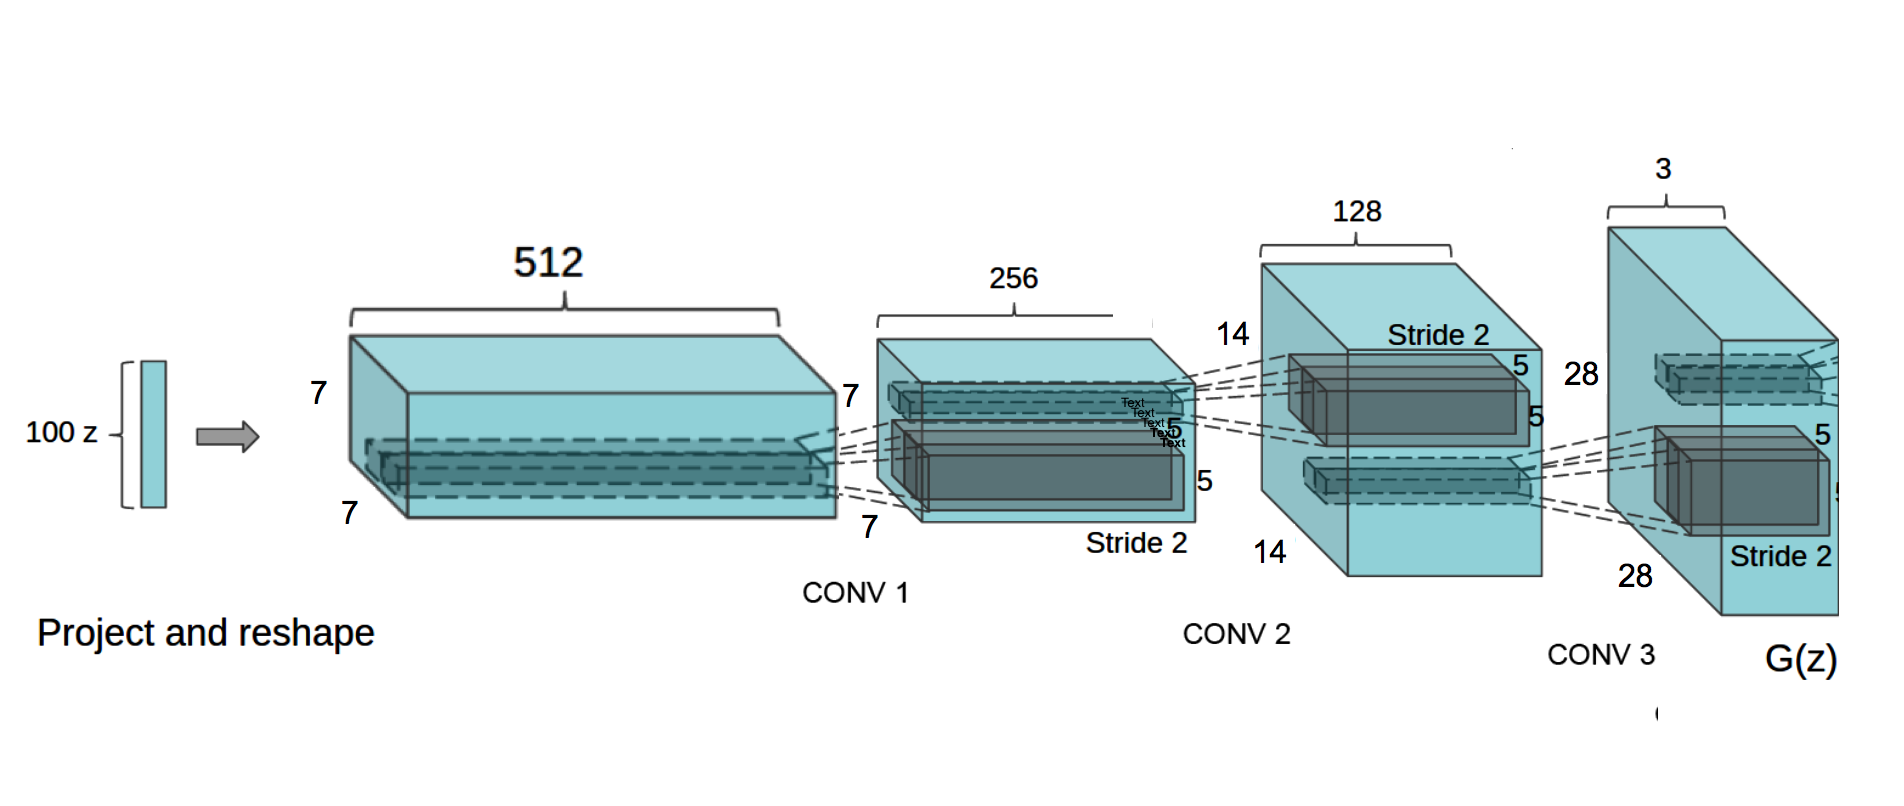 3
128
512
256
14
Stride 2
5
28
7
7
Text
Text
Text
Text
Text
5
5
100 z
5
5
7
7
Stride 2
14
Stride 2
28
CONV 1
Project and reshape
CONV 2
CONV 3
G(z)